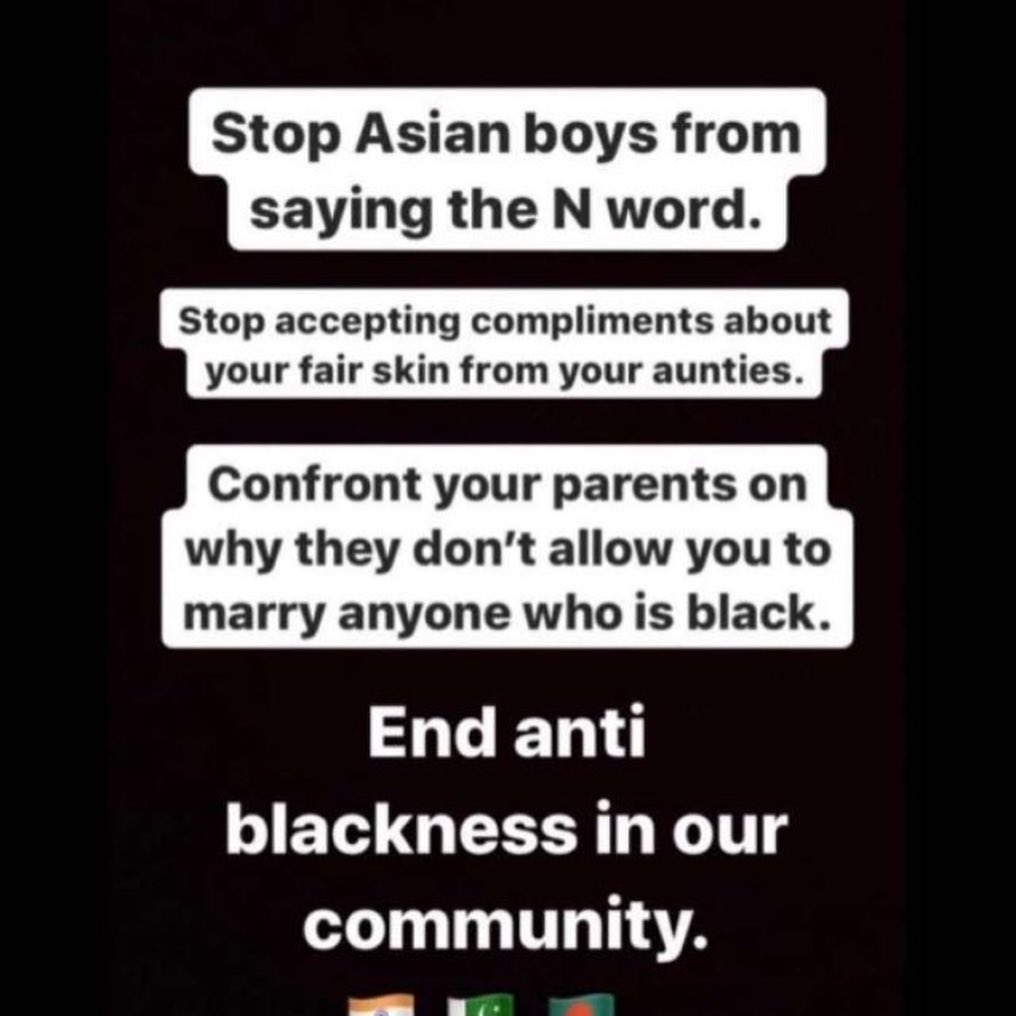 Stop Asian boys from
saying the N word.
Stop accepting compliments about
your fair skin from your aunties.
Confront your parents on
why they don’t allow you to
marry anyone who is black.
End anti
blackness in our
community.